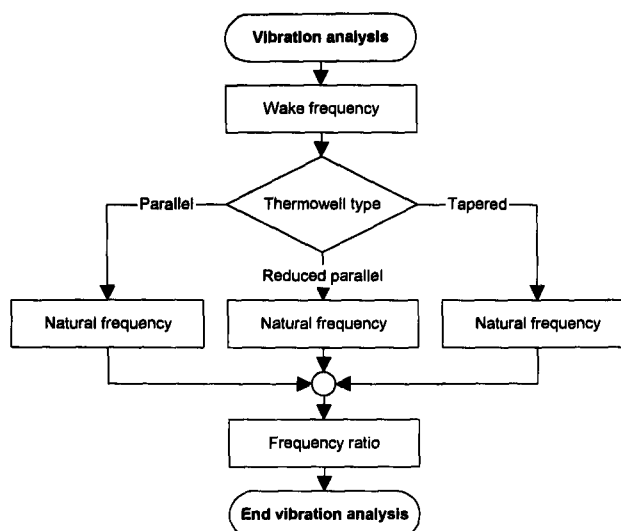 Vibration analysis
Wake frequency
Thermowell type
Parallel
Tapered
Reduced parallel
Natural frequency
Natural frequency
Natural frequency
Frequency ratio
End vibration analysis